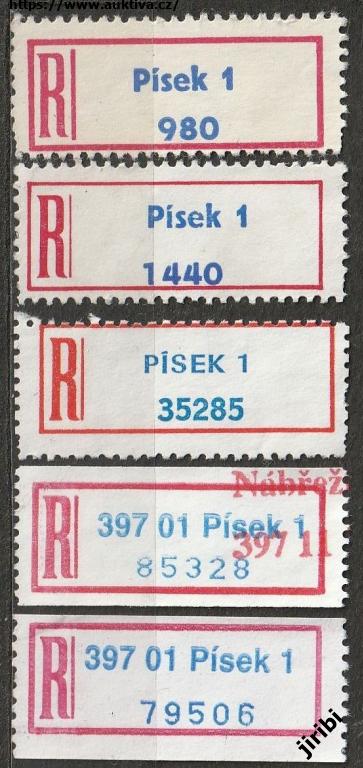 https://www.auktiva.cz/
R
Písek 1
980
R
Písek 1
1440
R
PÍSEK 1
35285
Nábřež
R
397 01 Písek 1
397 11
85328
R
397 01 Písek 1
79506
jiribi